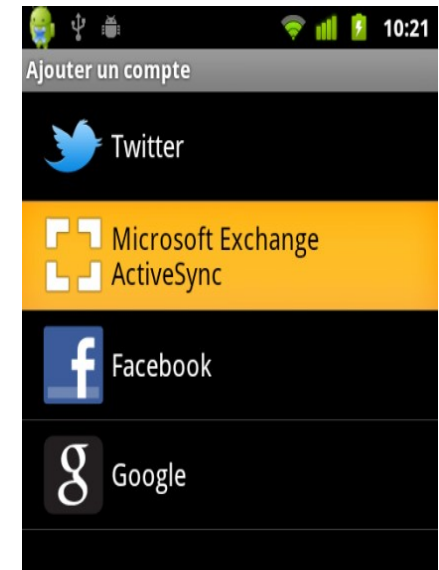 10:21
Ajouter un compte
Twitter
Microsoft Exchange
ActiveSync
Facebook
Google